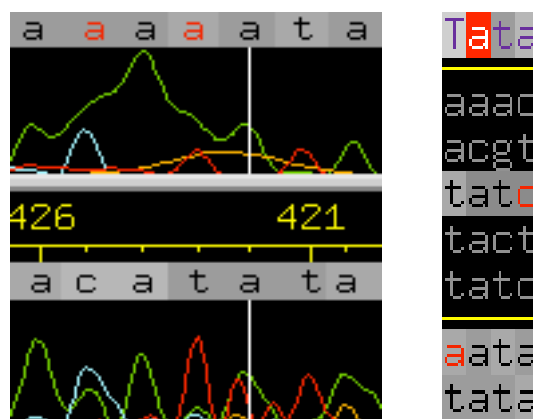 a a a a a t a
426 421
a c a t a t a
Tata
aaac
acgt
tatc
tact
tatc
aata
tata